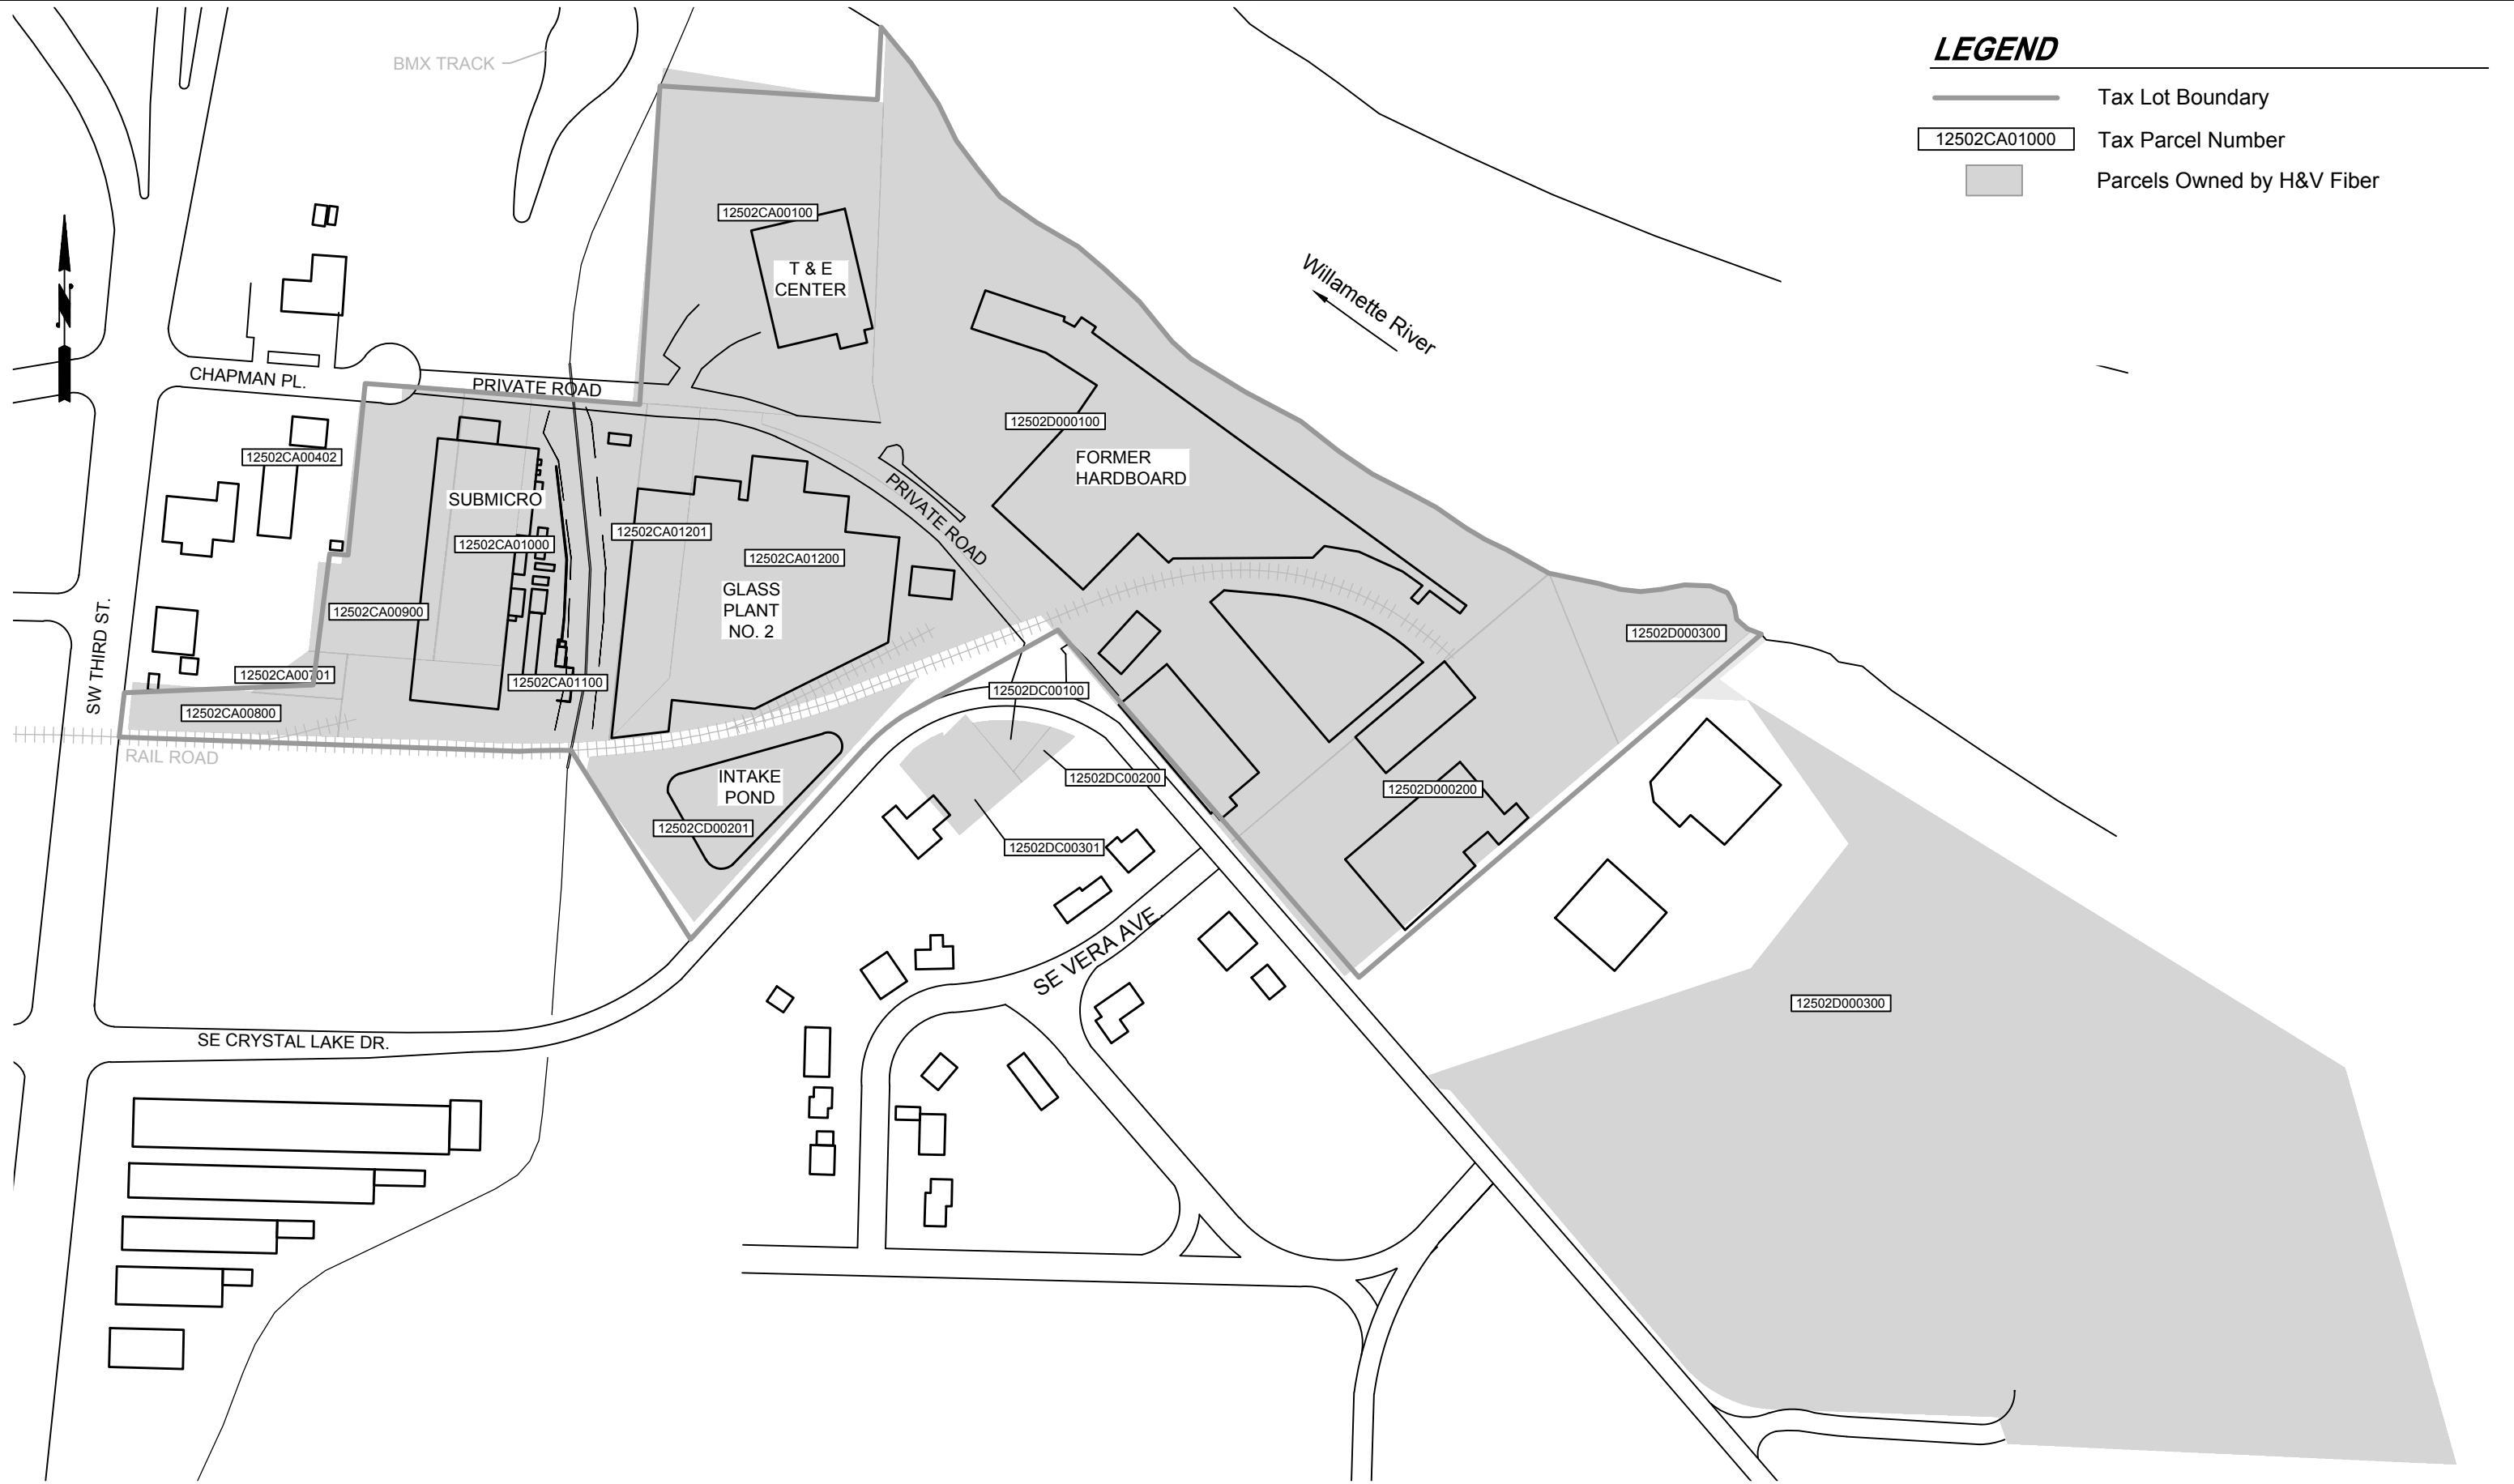 LEGEND
Tax Lot Boundary
12502CA01000
Tax Parcel Number
Parcels Owned by H&V Fiber
BMX TRACK
N
12502CA00100
T & E
CENTER
Willamette River
CHAPMAN PL.
PRIVATE ROAD
12502D000100
12502CA00402
FORMER
HARDBOARD
SUBMICRO
PRIVATE ROAD
12502CA01201
12502CA01000
12502CA01200
GLASS
PLANT
NO. 2
12502CA00900
12502D000300
SW THIRD ST.
12502CA00701
12502CA01100
12502DC00100
12502CA00800
RAIL ROAD
INTAKE
POND
12502DC00200
12502D000200
12502CD00201
12502DC00301
SE VERA AVE.
12502D000300
SE CRYSTAL LAKE DR.